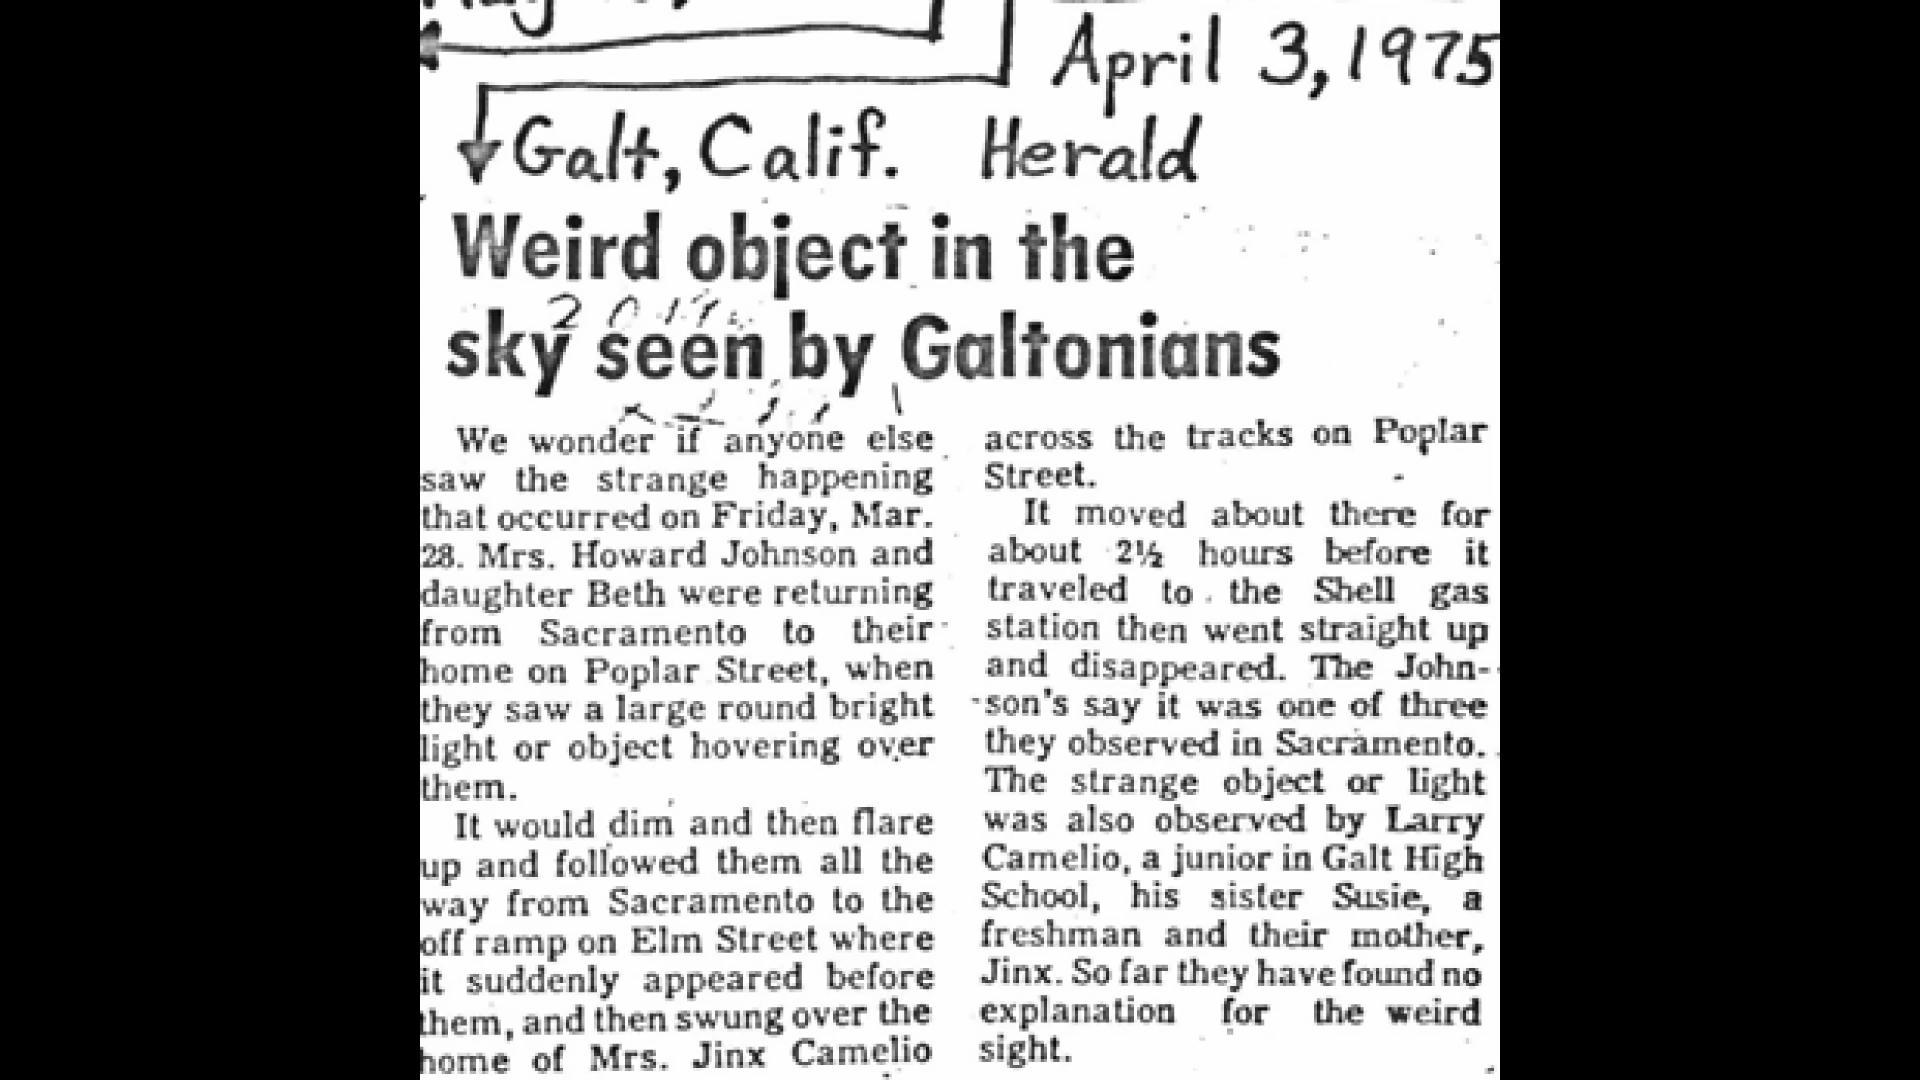 April 3, 1975
Galt, Calif. Herald
Weird object in the
sky seen by Galtonians
We wonder if anyone else
saw the strange happening
that occurred on Friday, Mar.
28. Mrs. Howard Johnson and
daughter Beth were returning
from Sacramento to their
home on Poplar Street, when
they saw a large round bright
light or object hovering over
them.
It would dim and then flare
up and followed them all the
way from Sacramento to the
off ramp on Elm Street where
it suddenly appeared before
them, and then swung over the
home of Mrs. Jinx Camelio
across the tracks on Poplar
Street.
It moved about there for
about 2½ hours before it
traveled to the Shell gas
station then went straight up
and disappeared. The John-
son's say it was one of three
they observed in Sacramento.
The strange object or light
was also observed by Larry
Camelio, a junior in Galt High
School, his sister Susie, a
freshman and their mother,
Jinx. So far they have found no
explanation for the weird
sight.